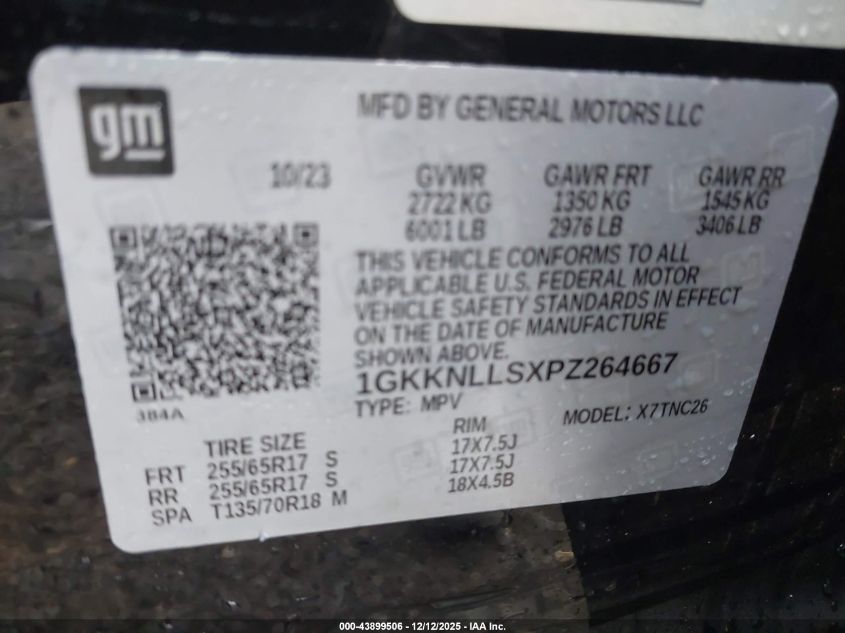 gm
MFD BY GENERAL MOTORS LLC
10/23 GVWR GAWR FRT GAWR RR
2722 KG 1350 KG 1545 KG
6001 LB 2976 LB 3406 LB
THIS VEHICLE CONFORMS TO ALL
APPLICABLE U.S. FEDERAL MOTOR
VEHICLE SAFETY STANDARDS IN EFFECT
ON THE DATE OF MANUFACTURE
SHOWN ABOVE.
1GKKNLLSXPZ264667
TYPE: MPV MODEL: X7TNC26
384A
TIRE SIZE RIM
FRT 255/65R17 S 17X7.5J
RR 255/65R17 S 17X7.5J
SPA T135/70R18 M 18X4.5B
000-43899506 - 12/12/2025 - IAA Inc.